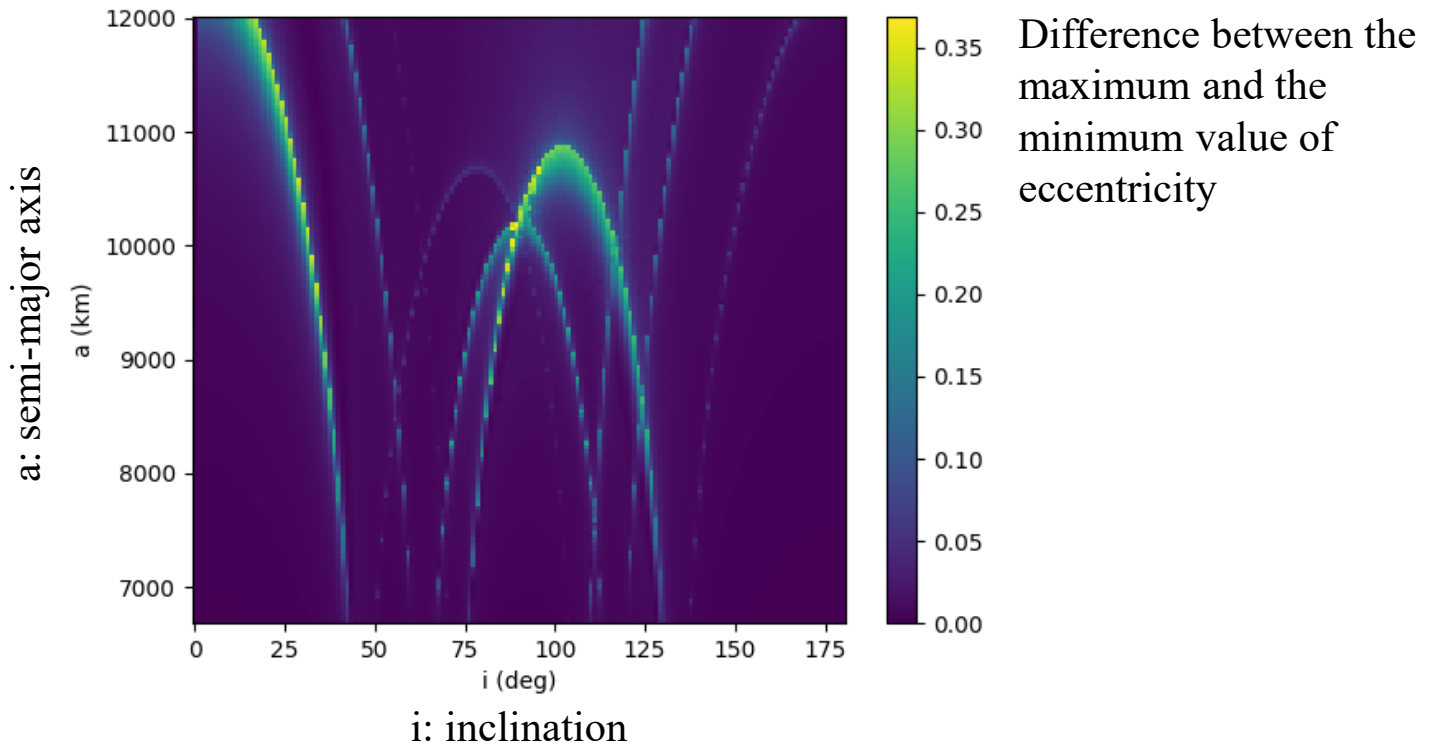 12000
11000
10000
9000
8000
7000
a (km)
a: semi-major axis
0
25
50
75
100
125
150
175
i (deg)
i: inclination
0.35
0.30
0.25
0.20
0.15
0.10
0.05
0.00
Difference between the
maximum and the
minimum value of
eccentricity